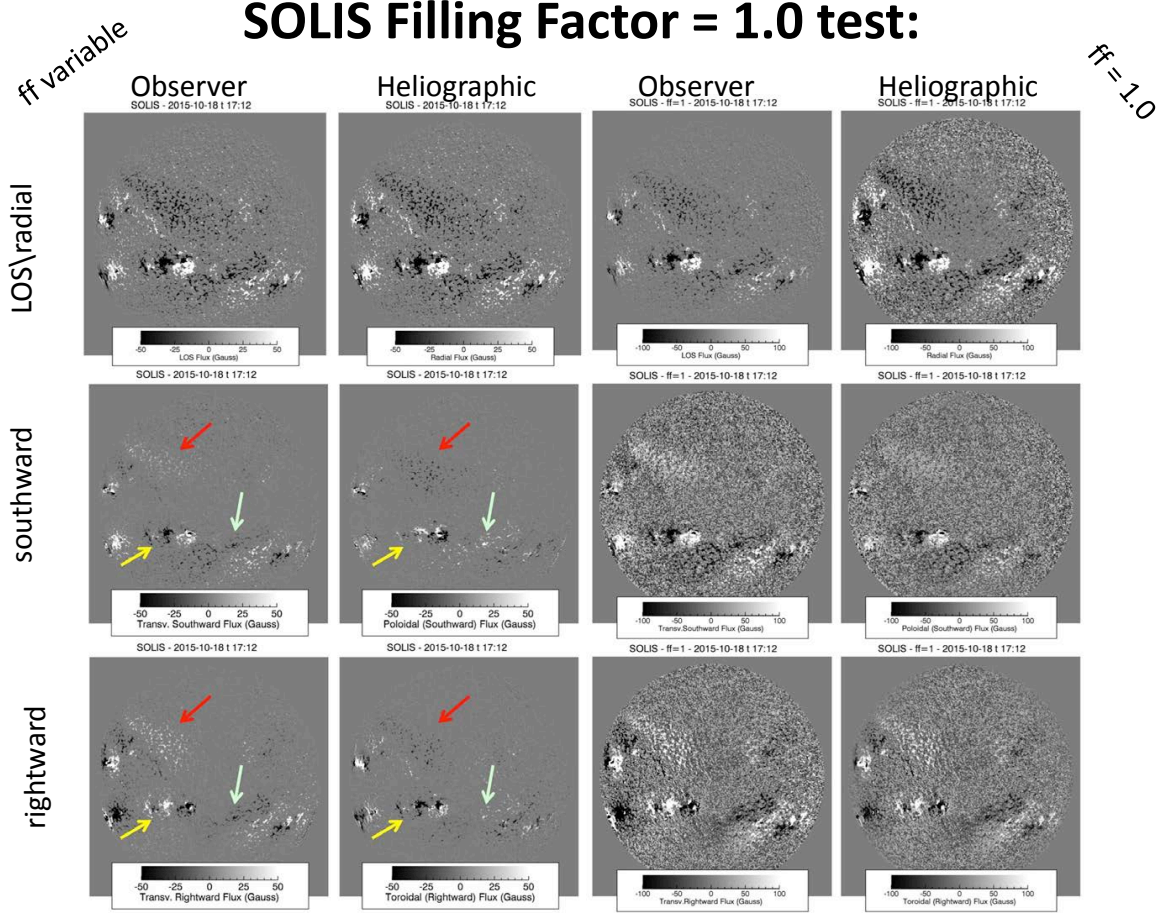 SOLIS Filling Factor = 1.0 test:
ff variable
ff = 1.0
Observer
Heliographic
Observer
Heliographic
SOLIS - 2015-10-18 t 17:12
SOLIS - 2015-10-18 t 17:12
SOLIS - ff=1 - 2015-10-18 t 17:12
SOLIS - ff=1 - 2015-10-18 t 17:12
LOS\radial
-50 -25 0 25 50
LOS Flux (Gauss)
-50 -25 0 25 50
Radial Flux (Gauss)
-100 -50 0 50 100
LOS Flux (Gauss)
-100 -50 0 50 100
Radial Flux (Gauss)
SOLIS - 2015-10-18 t 17:12
SOLIS - 2015-10-18 t 17:12
SOLIS - ff=1 - 2015-10-18 t 17:12
SOLIS - ff=1 - 2015-10-18 t 17:12
southward
-50 -25 0 25 50
Transv. Southward Flux (Gauss)
-50 -25 0 25 50
Poloidal (Southward) Flux (Gauss)
-100 -50 0 50 100
Transv.Southward Flux (Gauss)
-100 -50 0 50 100
Poloidal (Southward) Flux (Gauss)
SOLIS - 2015-10-18 t 17:12
SOLIS - 2015-10-18 t 17:12
SOLIS - ff=1 - 2015-10-18 t 17:12
SOLIS - ff=1 - 2015-10-18 t 17:12
rightward
-50 -25 0 25 50
Transv. Rightward Flux (Gauss)
-50 -25 0 25 50
Toroidal (Rightward) Flux (Gauss)
-100 -50 0 50 100
Transv.Rightward Flux (Gauss)
-100 -50 0 50 100
Toroidal (Rightward) Flux (Gauss)